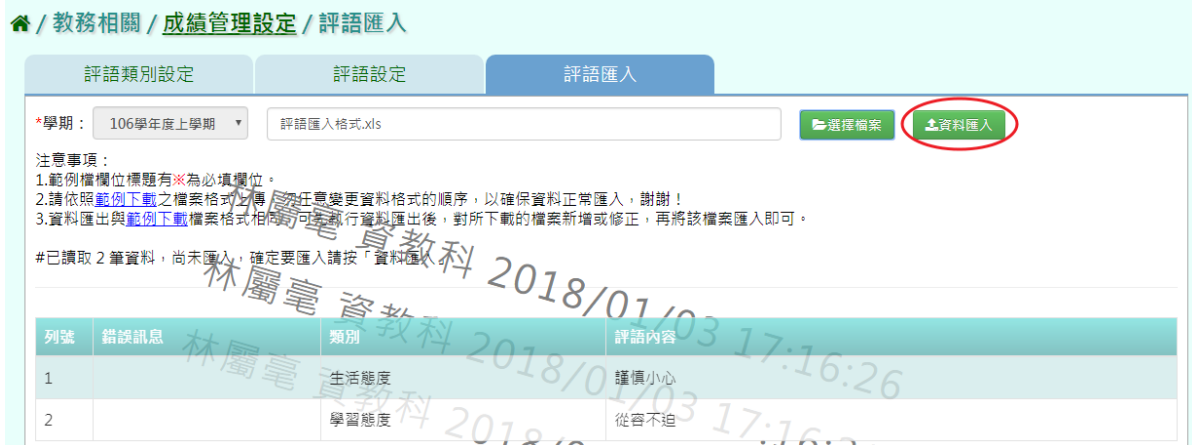 / 教務相關 / 成績管理設定 / 評語匯入
評語類別設定 評語設定 評語匯入
*學期： 106學年度上學期 評語匯入格式.xls 選擇檔案 資料匯入
注意事項：
1.範例檔欄位標題有※為必填欄位。
2.請依照範例下載之檔案格式上傳，勿任意變更資料格式的順序，以確保資料正常匯入，謝謝！
3.資料匯出與範例下載檔案格式相同，可先執行資料匯出後，對所下載的檔案新增或修正，再將該檔案匯入即可。
#已讀取 2 筆資料，尚未匯入，確定要匯入請按「資料匯入」
林屬毫 資教科 2018/01/03 17:16:26
列號 錯誤訊息 類別 評語內容
1 生活態度 謹慎小心
2 學習態度 從容不迫
林屬毫 資教科 2018/01/03 17:16:26